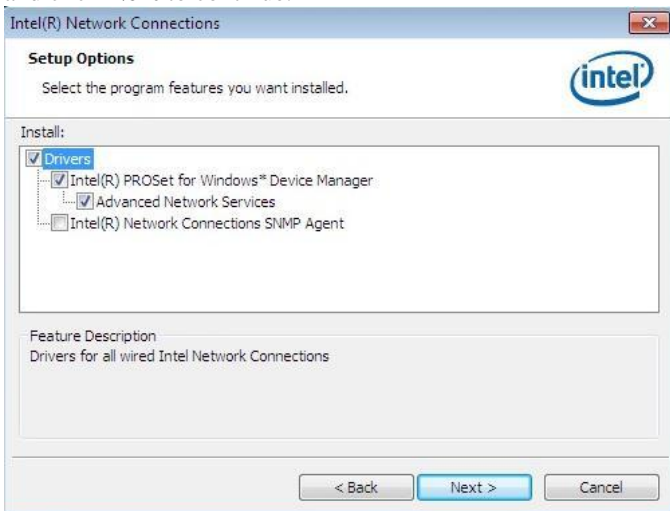 Intel(R) Network Connections
Setup Options
Select the program features you want installed.
intel
Install:
Drivers
Intel(R) PROSet for Windows* Device Manager
Advanced Network Services
Intel(R) Network Connections SNMP Agent
Feature Description
Drivers for all wired Intel Network Connections
< Back Next > Cancel